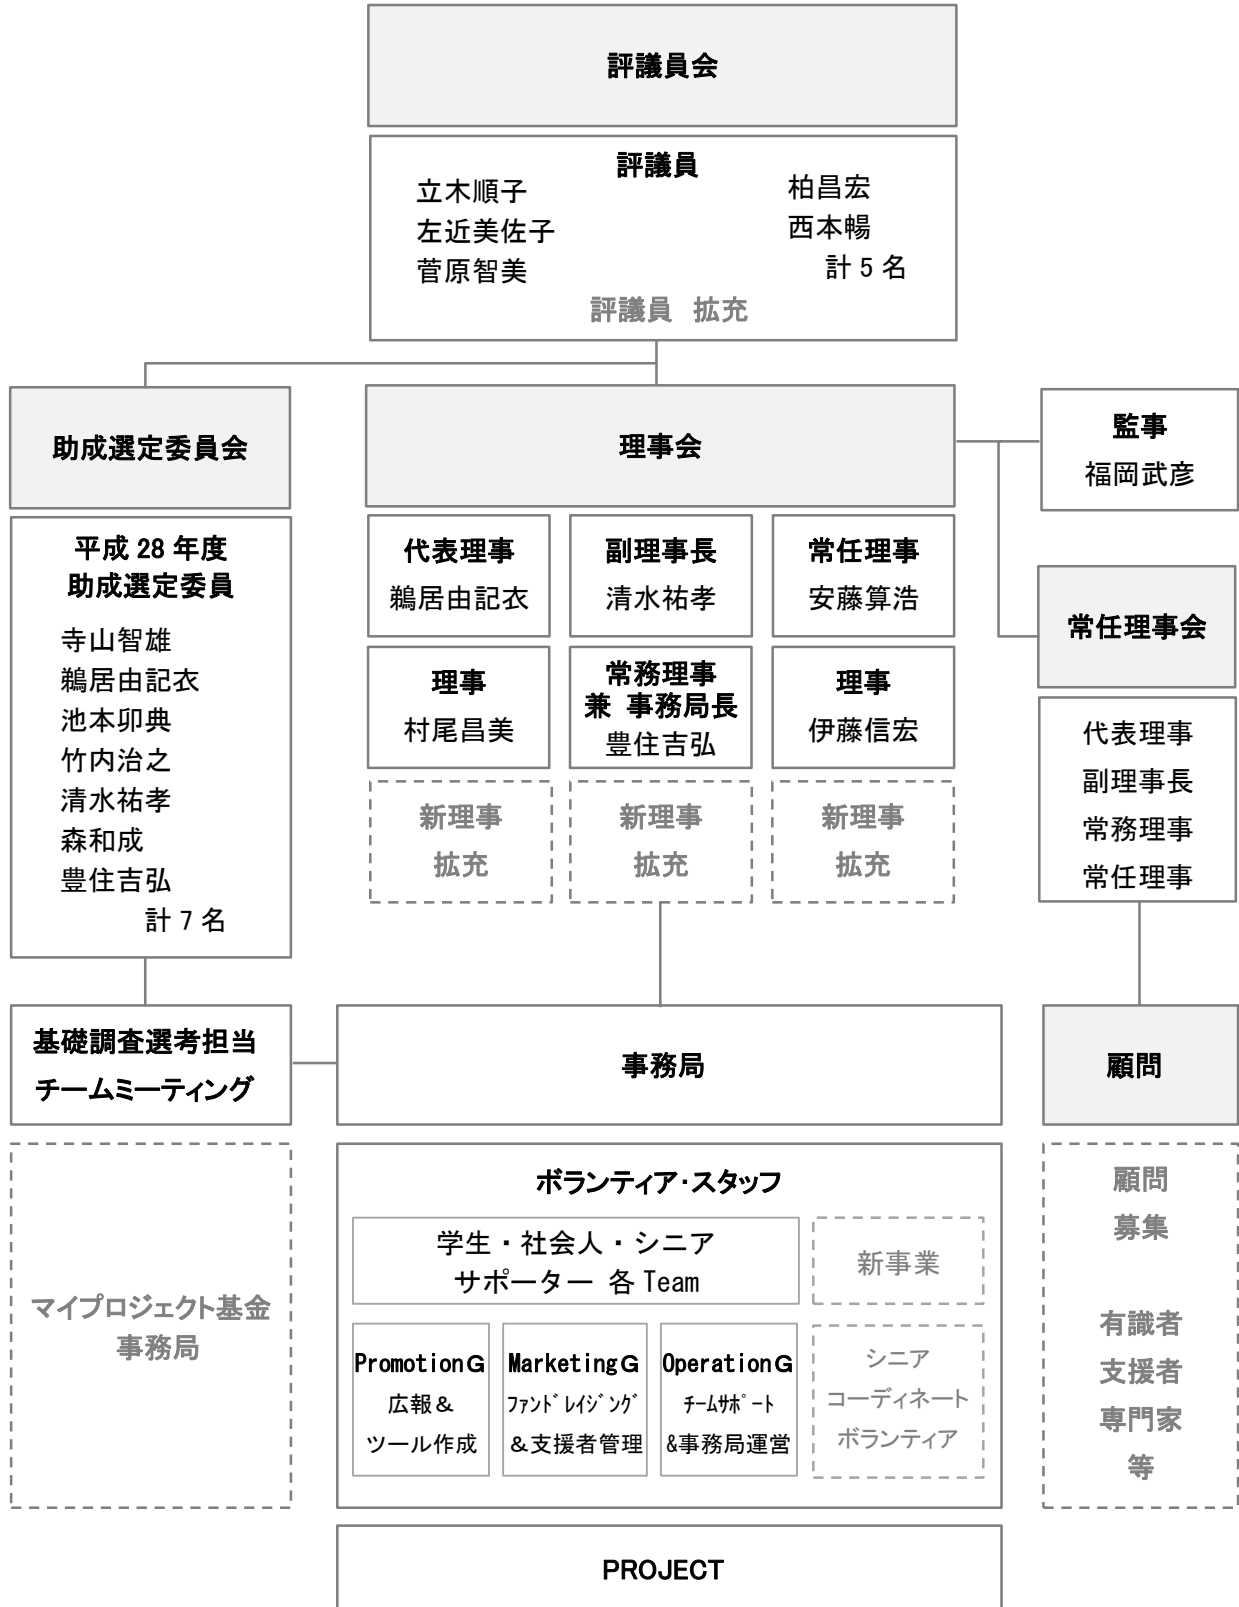 評議員会
評議員
立木順子
左近美佐子
菅原智美
柏昌宏
西本暢
計 5 名
評議員 拡充
助成選定委員会
平成 28 年度
助成選定委員
寺山智雄
鵜居由記衣
池本卯典
竹内治之
清水祐孝
森和成
豊住吉弘
計 7 名
理事会
代表理事
鵜居由記衣
副理事長
清水祐孝
常任理事
安藤算浩
理事
村尾昌美
常務理事
兼 事務局長
豊住吉弘
理事
伊藤信宏
新理事
拡充
新理事
拡充
新理事
拡充
監事
福岡武彦
常任理事会
代表理事
副理事長
常務理事
常任理事
基礎調査選考担当
チームミーティング
事務局
顧問
マイプロジェクト基金
事務局
ボランティア・スタッフ
学生・社会人・シニア
サポーター 各 Team
新事業
PromotionG
広報＆
ツール作成
MarketingG
ﾌｧﾝﾄﾞﾚｲｼﾞﾝｸﾞ
＆支援者管理
OperationG
ﾁｰﾑｻﾎﾟｰﾄ
&事務局運営
シニア
コーディネート
ボランティア
顧問
募集
有識者
支援者
専門家
等
PROJECT